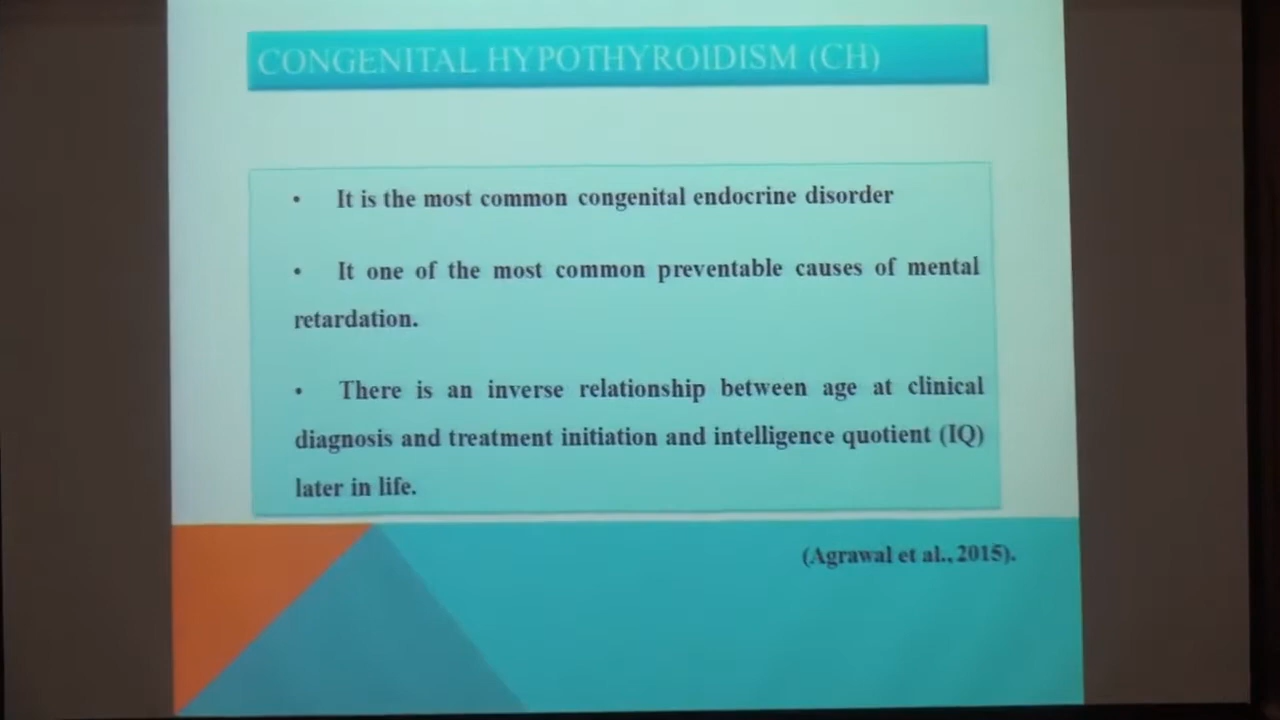 CONGENITAL HYPOTHYROIDISM (CH)
• It is the most common congenital endocrine disorder
• It one of the most common preventable causes of mental
retardation.
• There is an inverse relationship between age at clinical
diagnosis and treatment initiation and intelligence quotient (IQ)
later in life.
(Agrawal et al., 2015).